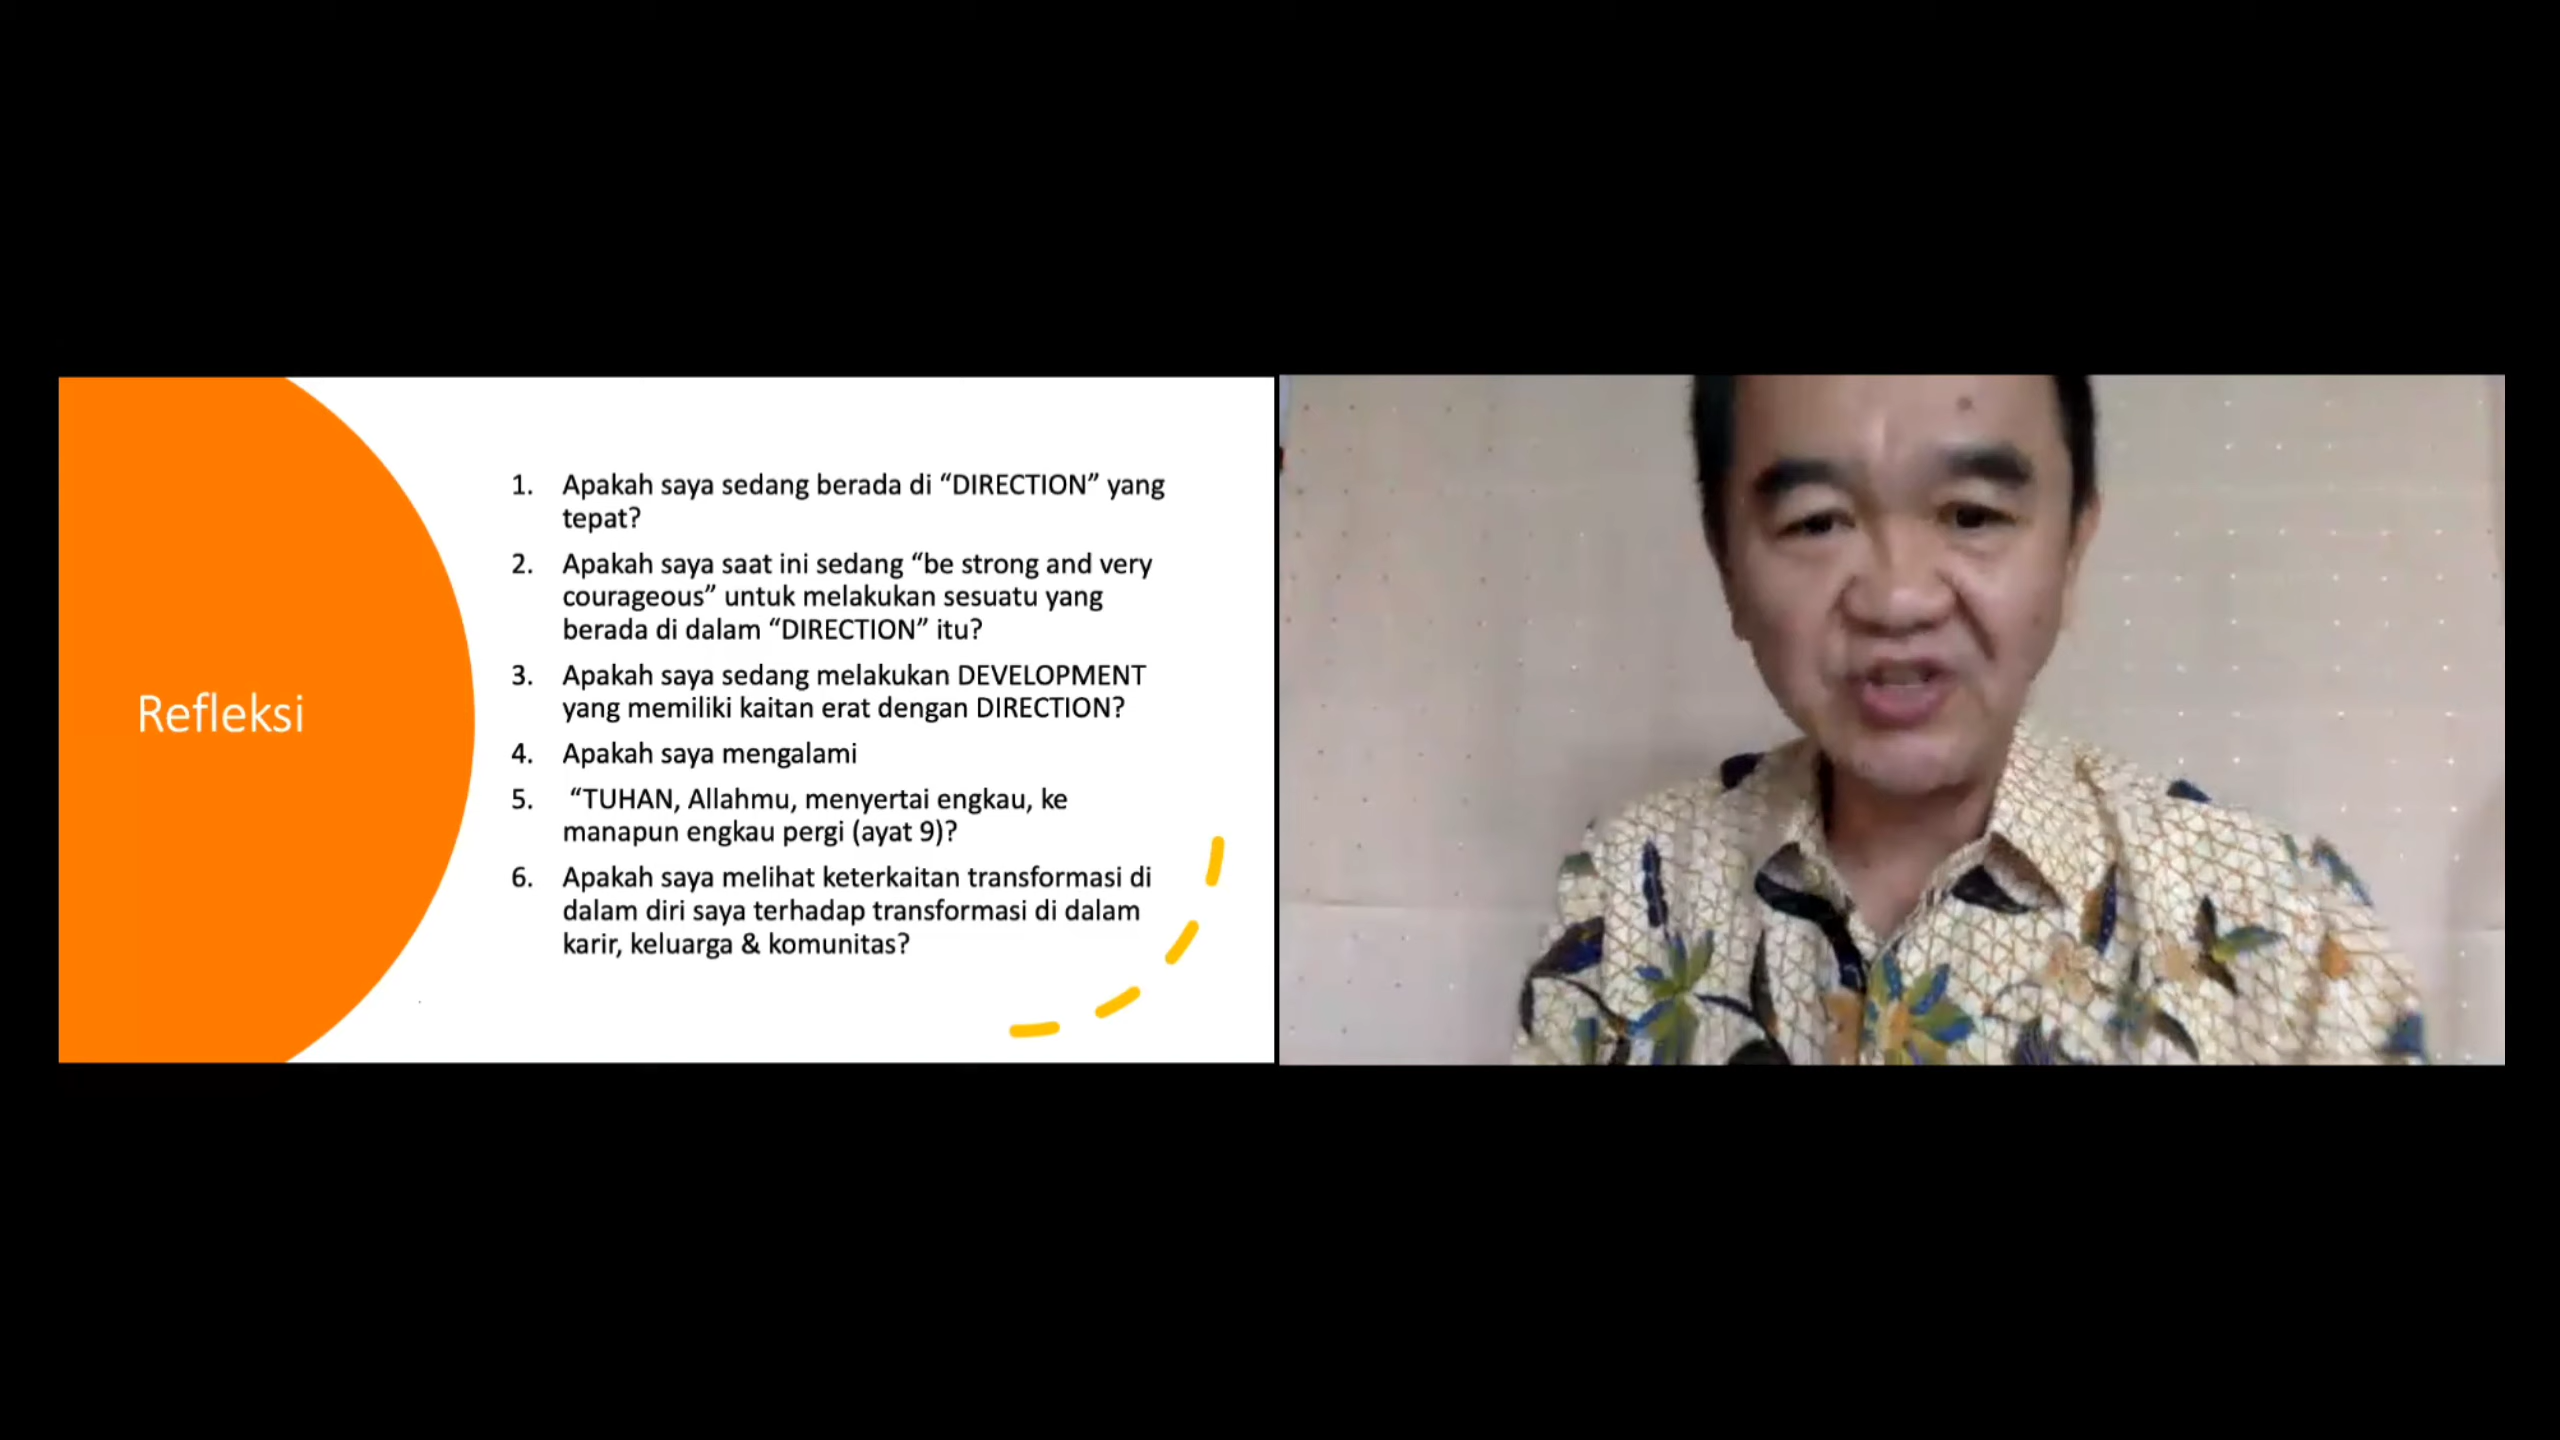 Refleksi
1. Apakah saya sedang berada di “DIRECTION” yang
tepat?
2. Apakah saya saat ini sedang “be strong and very
courageous” untuk melakukan sesuatu yang
berada di dalam “DIRECTION” itu?
3. Apakah saya sedang melakukan DEVELOPMENT
yang memiliki kaitan erat dengan DIRECTION?
4. Apakah saya mengalami
5. “TUHAN, Allahmu, menyertai engkau, ke
manapun engkau pergi (ayat 9)?
6. Apakah saya melihat keterkaitan transformasi di
dalam diri saya terhadap transformasi di dalam
karir, keluarga & komunitas?